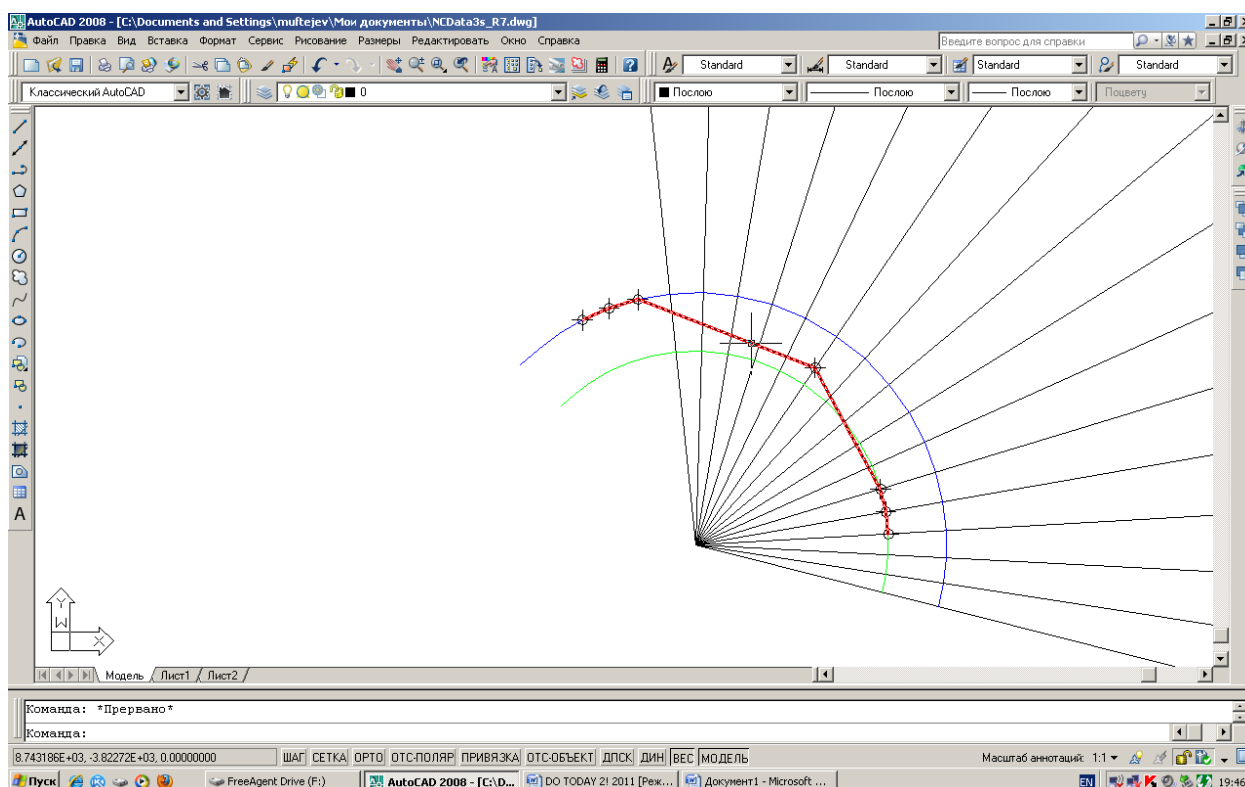 AutoCAD 2008 - [C:\Documents and Settings\muftejev\Мои документы\NCData3s_R7.dwg]
Файл Правка Вид Вставка Формат Сервис Рисование Размеры Редактировать Окно Справка
Введите вопрос для справки
Standard Standard Standard Standard
Классический AutoCAD 0 Послою Послою Послою Поцвету
A
Y
W
X
Модель Лист1 Лист2
Команда: *Прервано*
Команда:
8.743186E+03, -3.82272E+03, 0.00000000 ШАГ СЕТКА ОРТО ОТС-ПОЛЯР ПРИВЯЗКА ОТС-ОБЪЕКТ ДПСК ДИН ВЕС МОДЕЛЬ Масштаб аннотаций: 1:1
Пуск FreeAgent Drive (F:) AutoCAD 2008 - [C:\D... DO TODAY 2! 2011 [Реж... Документ1 - Microsoft ... EN 19:46